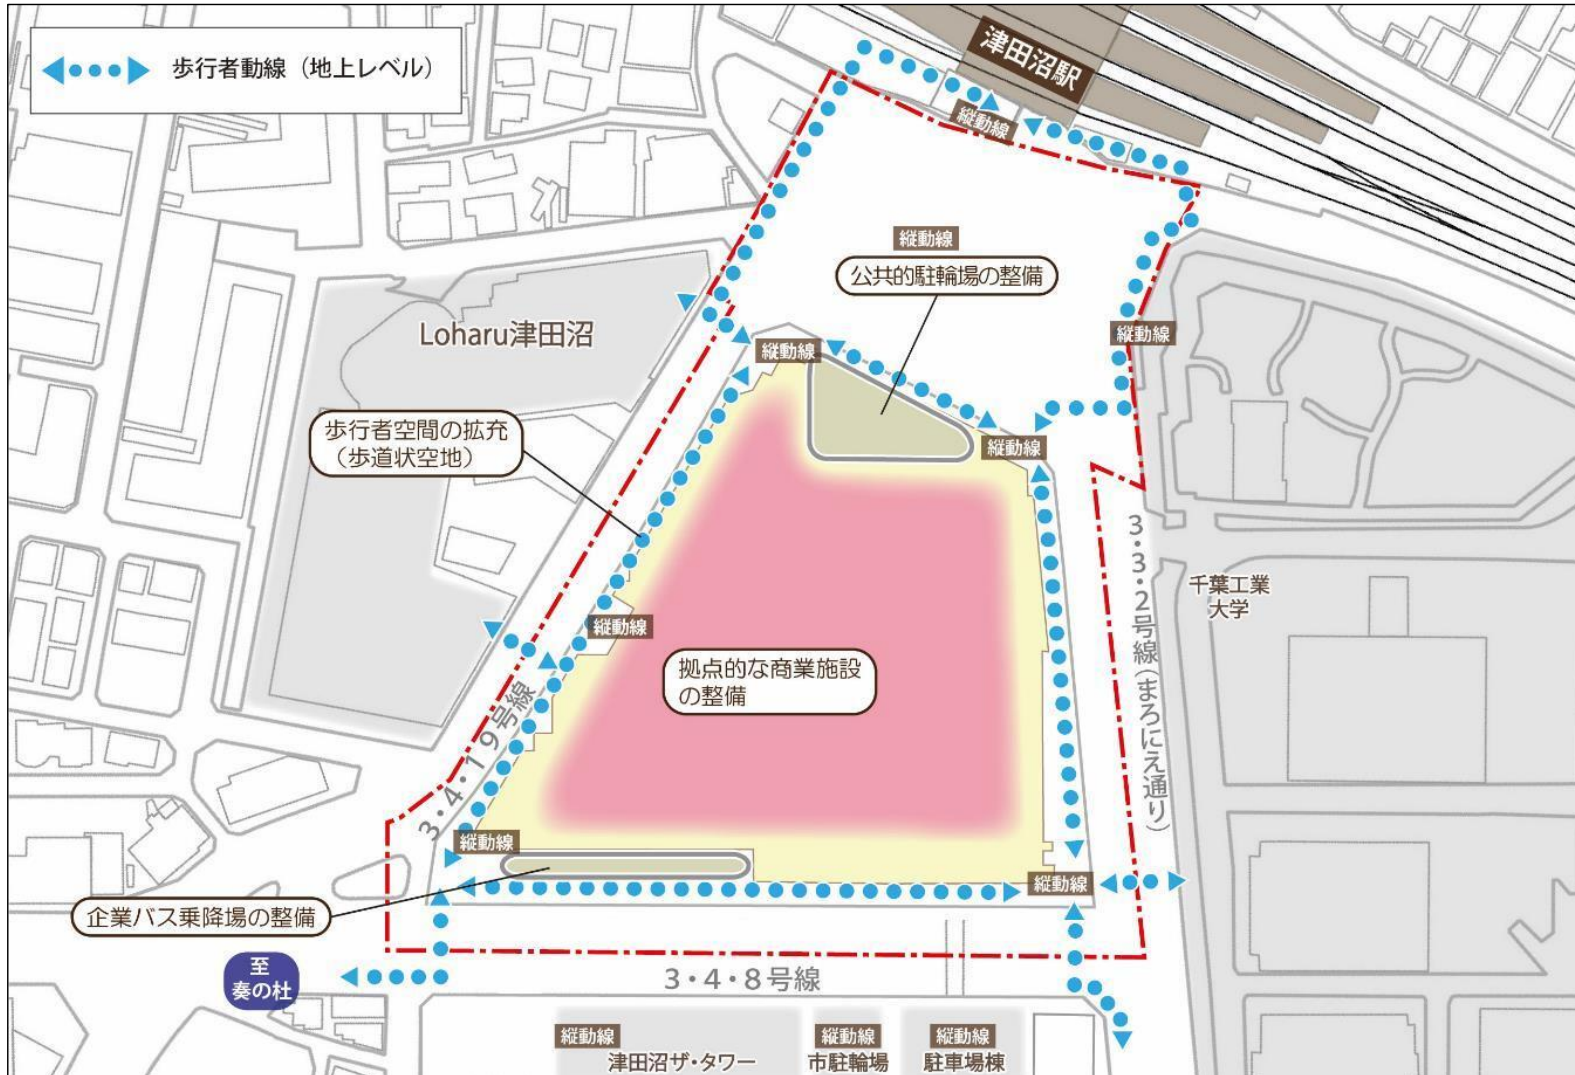 歩行者動線（地上レベル）
津田沼駅
縦動線
縦動線
公共的駐輪場の整備
縦動線
Loharu津田沼
縦動線
歩行者空間の拡充
（歩道状空地）
縦動線
3・3・2号線（まろにえ通り）
千葉工業
大学
縦動線
拠点的な商業施設
の整備
3・4・19号線
縦動線
縦動線
企業バス乗降場の整備
至
奏の杜
3・4・8号線
縦動線
津田沼ザ・タワー
縦動線
市駐輪場
縦動線
駐車場棟